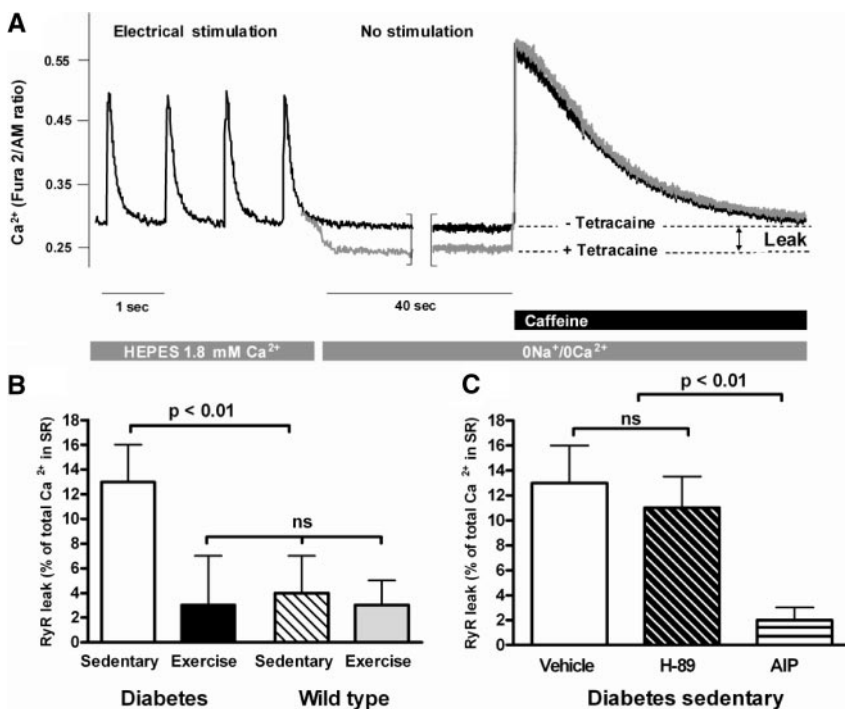 A
Electrical stimulation No stimulation
Ca2+ (Fura 2/AM ratio)
0.55
0.45
0.35
0.25
- Tetracaine
+ Tetracaine
Leak
1 sec
40 sec
Caffeine
HEPES 1.8 mM Ca2+
0Na+/0Ca2+
B
p < 0.01
ns
RyR leak (% of total Ca 2+ in SR)
18
16
14
12
10
8
6
4
2
0
Sedentary Exercise Sedentary Exercise
Diabetes Wild type
C
p < 0.01
ns
RyR leak (% of total Ca 2+ in SR)
18
16
14
12
10
8
6
4
2
0
Vehicle H-89 AIP
Diabetes sedentary